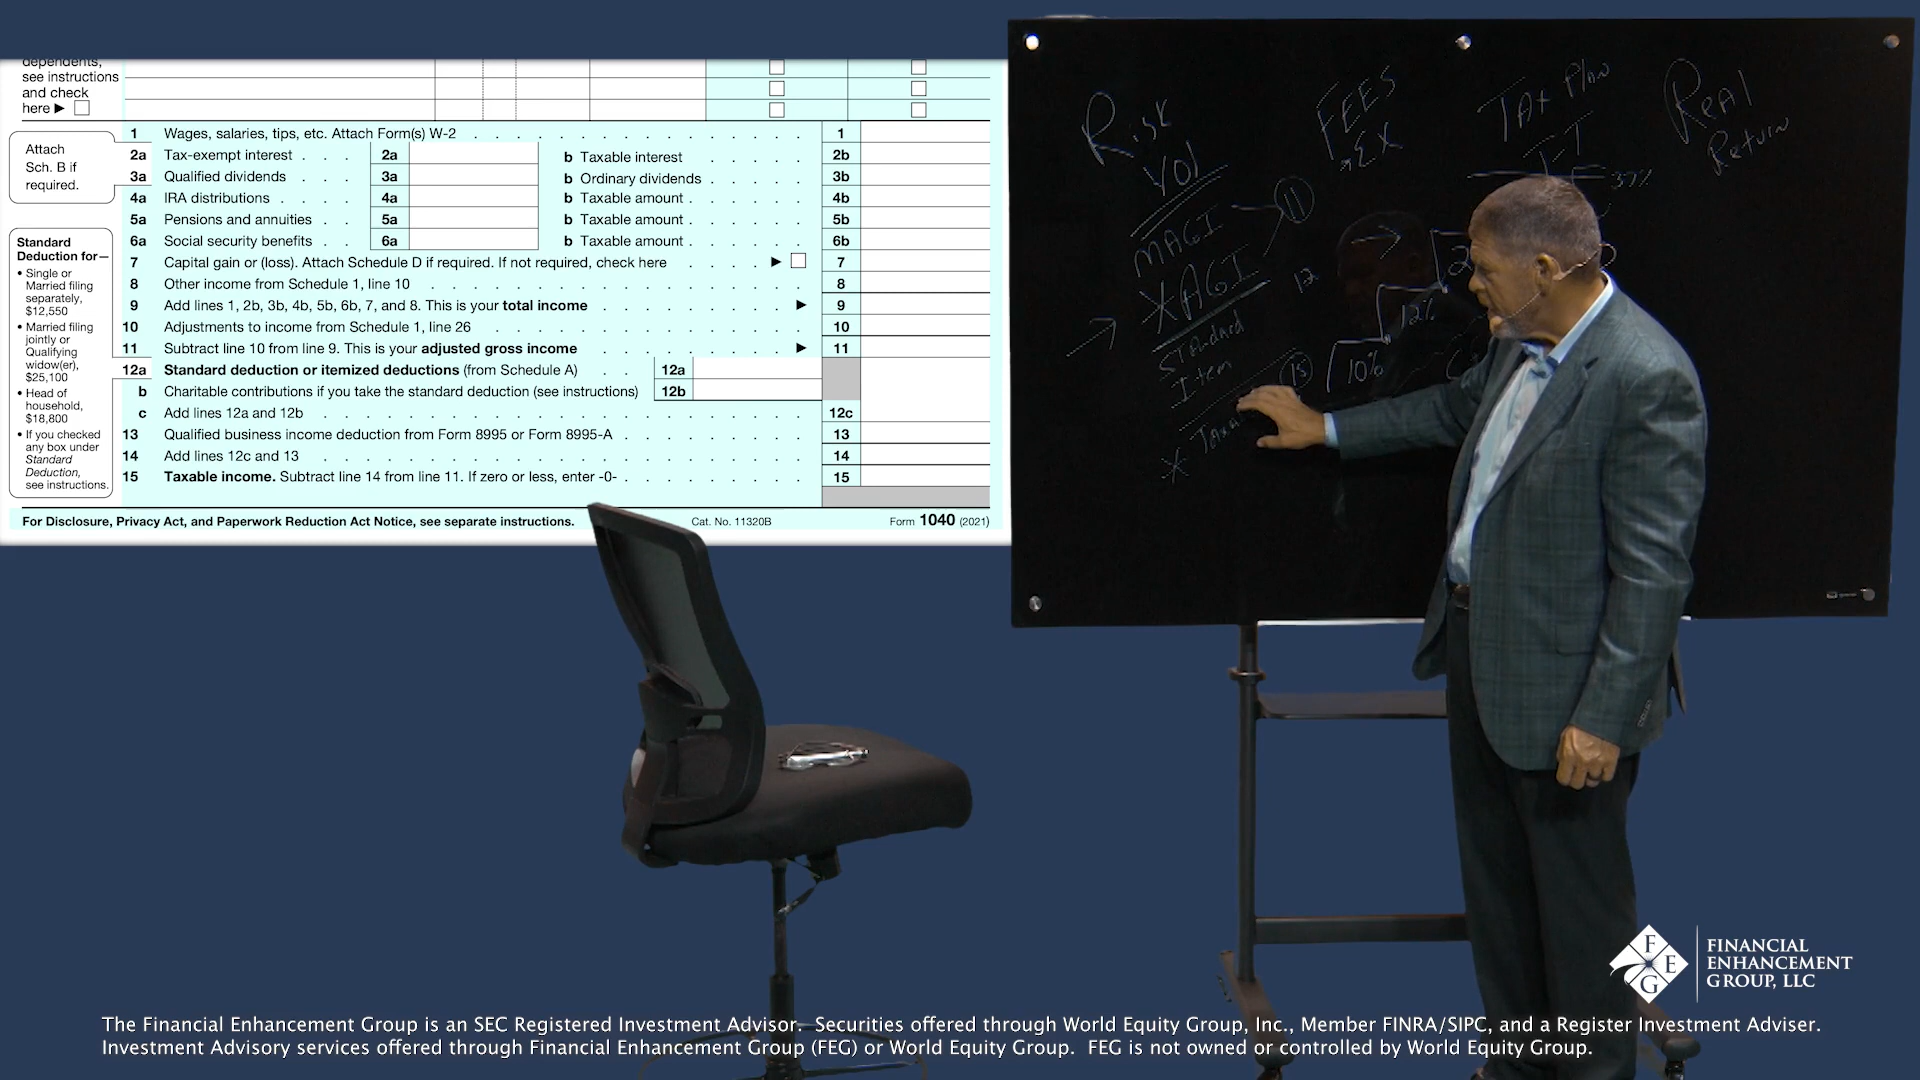 dependents,
see instructions
and check
here ▶
Attach
Sch. B if
required.
1 Wages, salaries, tips, etc. Attach Form(s) W-2 . . . . . . . . . . . . . . . . 1
2a Tax-exempt interest . . . 2a b Taxable interest . . . . . 2b
3a Qualified dividends . . . 3a b Ordinary dividends . . . . . 3b
4a IRA distributions . . . . 4a b Taxable amount . . . . . . 4b
5a Pensions and annuities . . 5a b Taxable amount . . . . . . 5b
6a Social security benefits . . 6a b Taxable amount . . . . . . 6b
7 Capital gain or (loss). Attach Schedule D if required. If not required, check here . . . . ▶ 7
8 Other income from Schedule 1, line 10 . . . . . . . . . . . . . . . . . . 8
9 Add lines 1, 2b, 3b, 4b, 5b, 6b, 7, and 8. This is your total income . . . . . . . . . ▶ 9
10 Adjustments to income from Schedule 1, line 26 . . . . . . . . . . . . . . . 10
11 Subtract line 10 from line 9. This is your adjusted gross income . . . . . . . . . ▶ 11
12a Standard deduction or itemized deductions (from Schedule A) . . 12a
b Charitable contributions if you take the standard deduction (see instructions) 12b
c Add lines 12a and 12b . . . . . . . . . . . . . . . . . . . . . . . 12c
13 Qualified business income deduction from Form 8995 or Form 8995-A . . . . . . . . . 13
14 Add lines 12c and 13 . . . . . . . . . . . . . . . . . . . . . . . 14
15 Taxable income. Subtract line 14 from line 11. If zero or less, enter -0- . . . . . . . . . 15
Standard
Deduction for—
• Single or
Married filing
separately,
$12,550
• Married filing
jointly or
Qualifying
widow(er),
$25,100
• Head of
household,
$18,800
• If you checked
any box under
Standard
Deduction,
see instructions.
For Disclosure, Privacy Act, and Paperwork Reduction Act Notice, see separate instructions. Cat. No. 11320B Form 1040 (2021)
Risk
VOl
MAGI
11
AGI
Standard
Item
15
FEES
EX
TAx Plan
37%
12
12%
10%
Real
Return
F E G
FINANCIAL
ENHANCEMENT
GROUP, LLC
The Financial Enhancement Group is an SEC Registered Investment Advisor. Securities offered through World Equity Group, Inc., Member FINRA/SIPC, and a Register Investment Adviser.
Investment Advisory services offered through Financial Enhancement Group (FEG) or World Equity Group. FEG is not owned or controlled by World Equity Group.